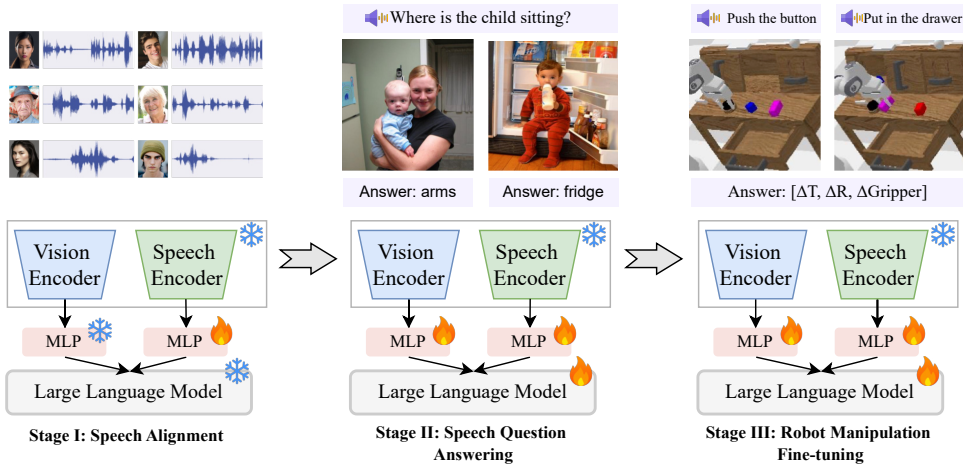 Where is the child sitting?
Push the button
Put in the drawer
Answer: arms
Answer: fridge
Answer: [ΔT, ΔR, ΔGripper]
Vision
Encoder
Speech
Encoder
MLP
MLP
Large Language Model
Stage I: Speech Alignment
Vision
Encoder
Speech
Encoder
MLP
MLP
Large Language Model
Stage II: Speech Question
Answering
Vision
Encoder
Speech
Encoder
MLP
MLP
Large Language Model
Stage III: Robot Manipulation
Fine-tuning